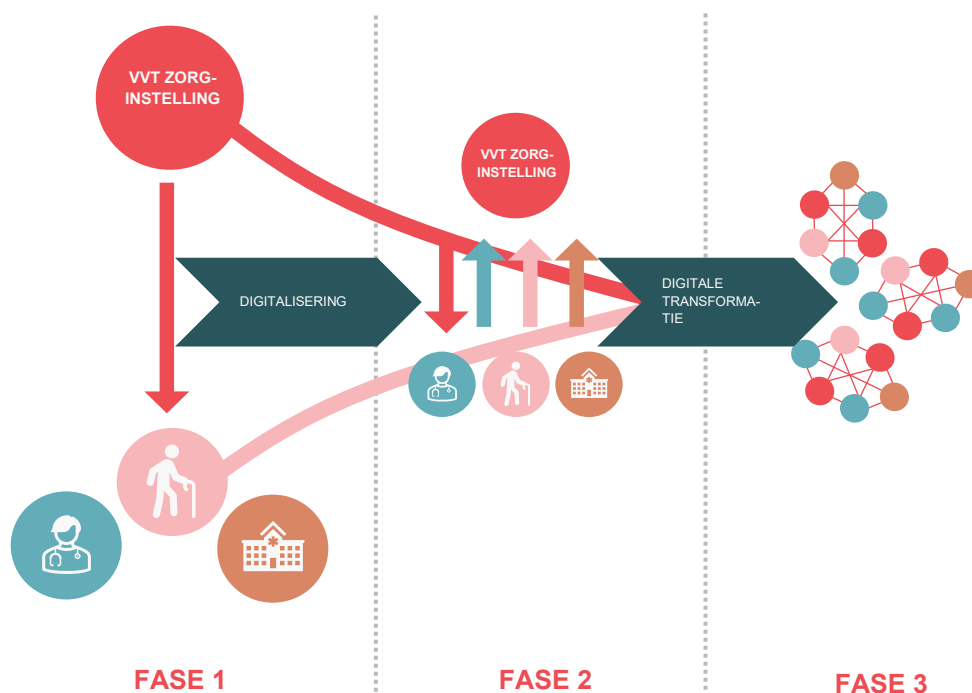 VVT ZORG-
INSTELLING
VVT ZORG-
INSTELLING
DIGITALISERING
DIGITALE
TRANSFORMA-
TIE
FASE 1
FASE 2
FASE 3